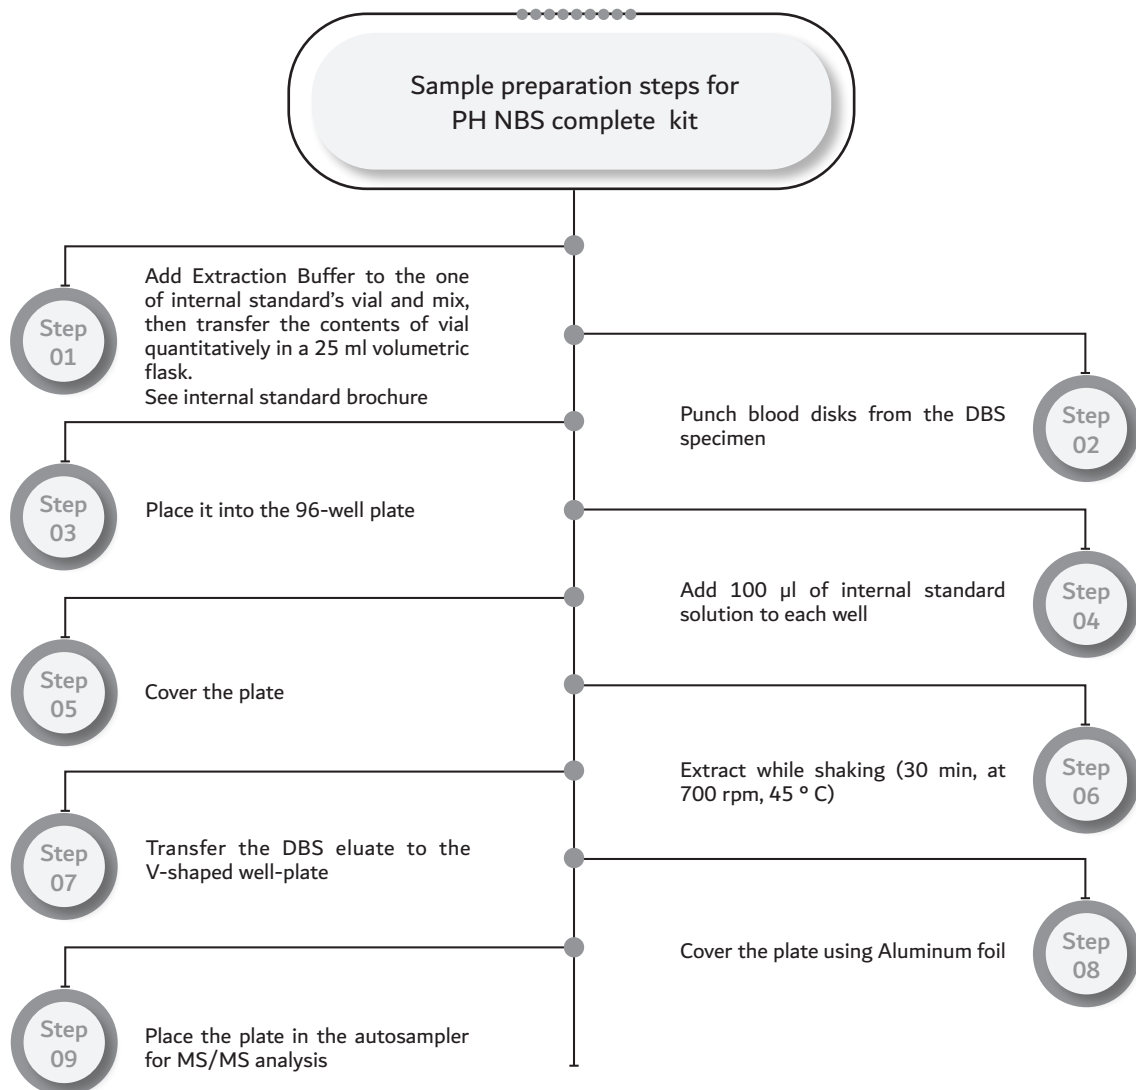 Sample preparation steps for
PH NBS complete kit
Step
01
Add Extraction Buffer to the one
of internal standard's vial and mix,
then transfer the contents of vial
quantitatively in a 25 ml volumetric
flask.
See internal standard brochure
Step
02
Punch blood disks from the DBS
specimen
Step
03
Place it into the 96-well plate
Step
04
Add 100 µl of internal standard
solution to each well
Step
05
Cover the plate
Step
06
Extract while shaking (30 min, at
700 rpm, 45 º C)
Step
07
Transfer the DBS eluate to the
V-shaped well-plate
Step
08
Cover the plate using Aluminum foil
Step
09
Place the plate in the autosampler
for MS/MS analysis